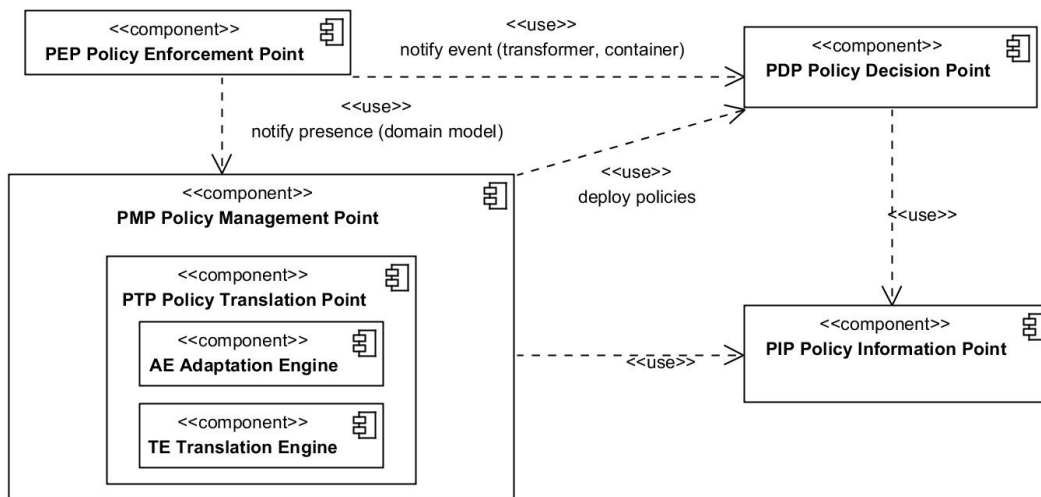 <<component>>
PEP Policy Enforcement Point
<<use>>
notify event (transformer, container)
<<component>>
PDP Policy Decision Point
<<use>>
notify presence (domain model)
<<use>>
deploy policies
<<component>>
PMP Policy Management Point
<<use>>
<<component>>
PTP Policy Translation Point
<<component>>
AE Adaptation Engine
<<component>>
TE Translation Engine
<<use>>
<<component>>
PIP Policy Information Point